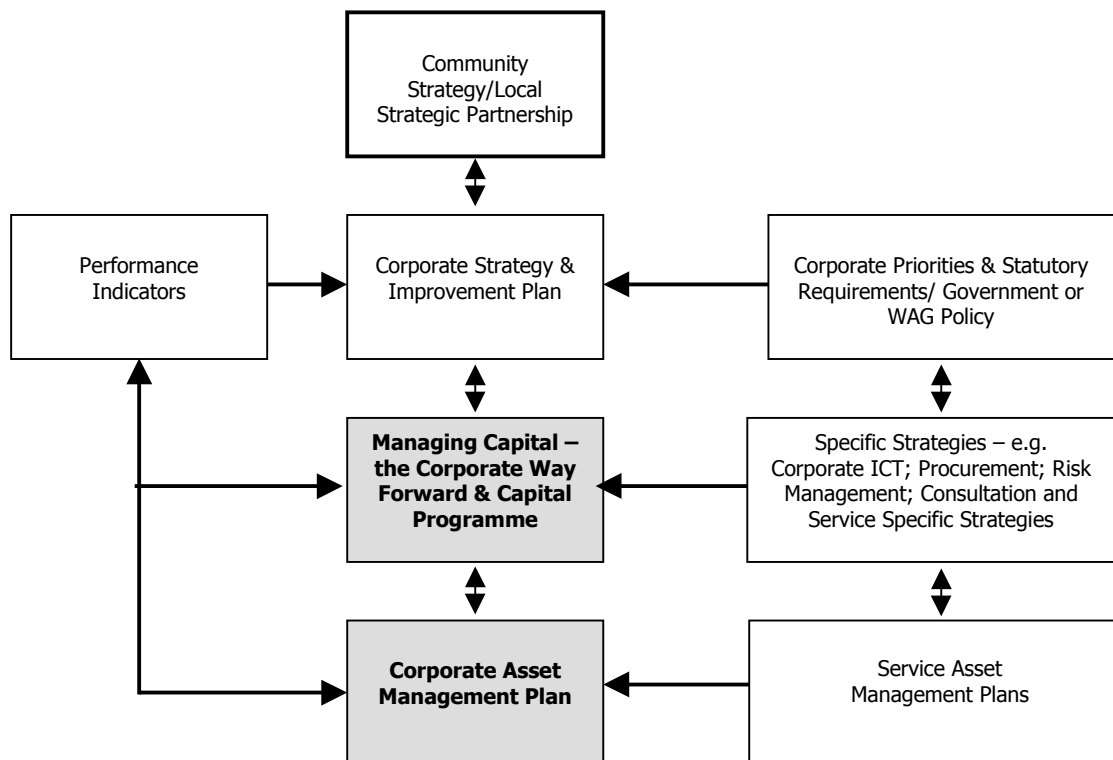 Community
Strategy/Local
Strategic Partnership
Performance
Indicators
Corporate Strategy &
Improvement Plan
Corporate Priorities & Statutory
Requirements/ Government or
WAG Policy
Managing Capital –
the Corporate Way
Forward & Capital
Programme
Specific Strategies – e.g.
Corporate ICT; Procurement; Risk
Management; Consultation and
Service Specific Strategies
Corporate Asset
Management Plan
Service Asset
Management Plans